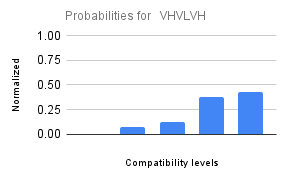 Probabilities for VHVLVH
1.00
0.75
0.50
0.25
0.00
Normalized
Compatibility levels